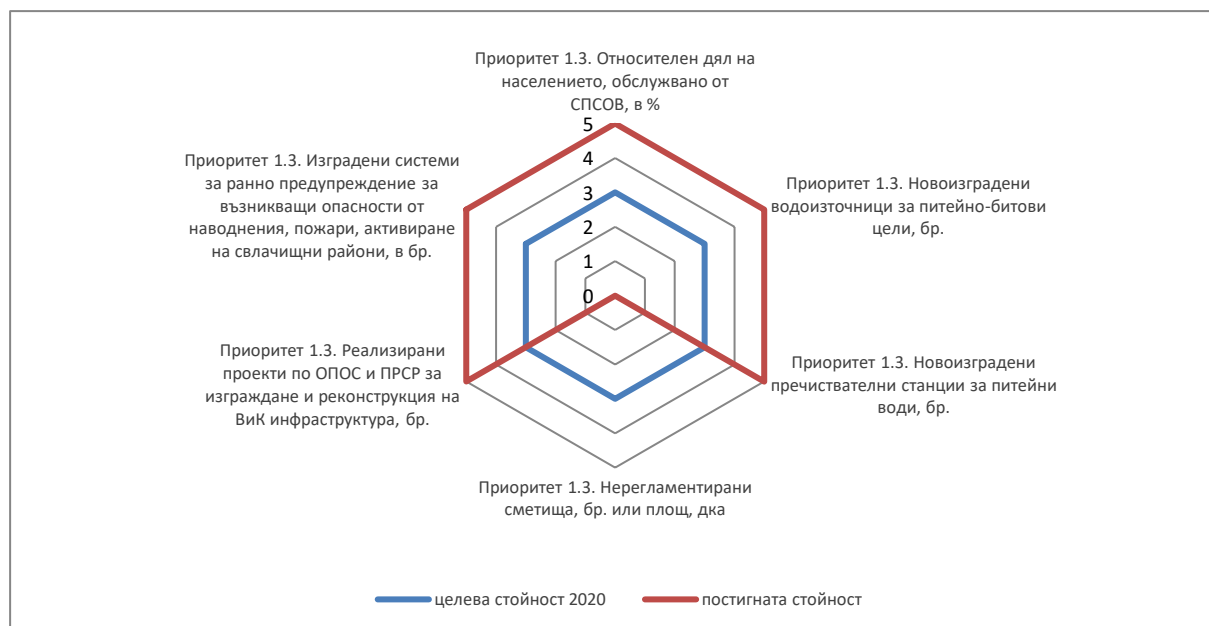 Приоритет 1.3. Относителен дял на
населението, обслужвано от
СПСОВ, в %
5
4
3
2
1
0
Приоритет 1.3. Новоизградени
водоизточници за питейно-битови
цели, бр.
Приоритет 1.3. Новоизградени
пречиствателни станции за питейни
води, бр.
Приоритет 1.3. Нерегламентирани
сметища, бр. или площ, дка
Приоритет 1.3. Реализирани
проекти по ОПОС и ПРСР за
изграждане и реконструкция на
ВиК инфраструктура, бр.
Приоритет 1.3. Изградени системи
за ранно предупреждение за
възникващи опасности от
наводнения, пожари, активиране
на свлачищни райони, в бр.
целева стойност 2020
постигната стойност